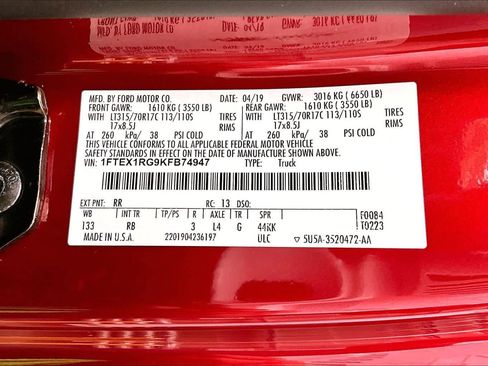 MFD. BY FORD MOTOR CO. 04/19 GVWR: 3016 KG ( 6650 LB)
FRONT GAWR: 1610 KG ( 3550 LB) REAR GAWR: 1610 KG ( 3550 LB)
WITH LT315/70R17C 113/110S TIRES WITH LT315/70R17C 113/110S TIRES
17x8.5J RIMS 17x8.5J RIMS
AT 260 kPa/ 38 PSI COLD AT 260 kPa/ 38 PSI COLD
THIS VEHICLE CONFORMS TO ALL APPLICABLE FEDERAL MOTOR VEHICLE
SAFETY STANDARDS IN EFFECT ON THE DATE OF MANUFACTURE SHOWN ABOVE.
VIN: 1FTEX1RG9KFB74947 TYPE: Truck
EXT PNT: RR RC: 13 DSO:
WB INT TR TP/PS R AXLE TR SPR F0084
133 RB 3 L4 G 44KK T0223
MADE IN U.S.A. 2201904236197 ULC 5U5A-3520472-AA